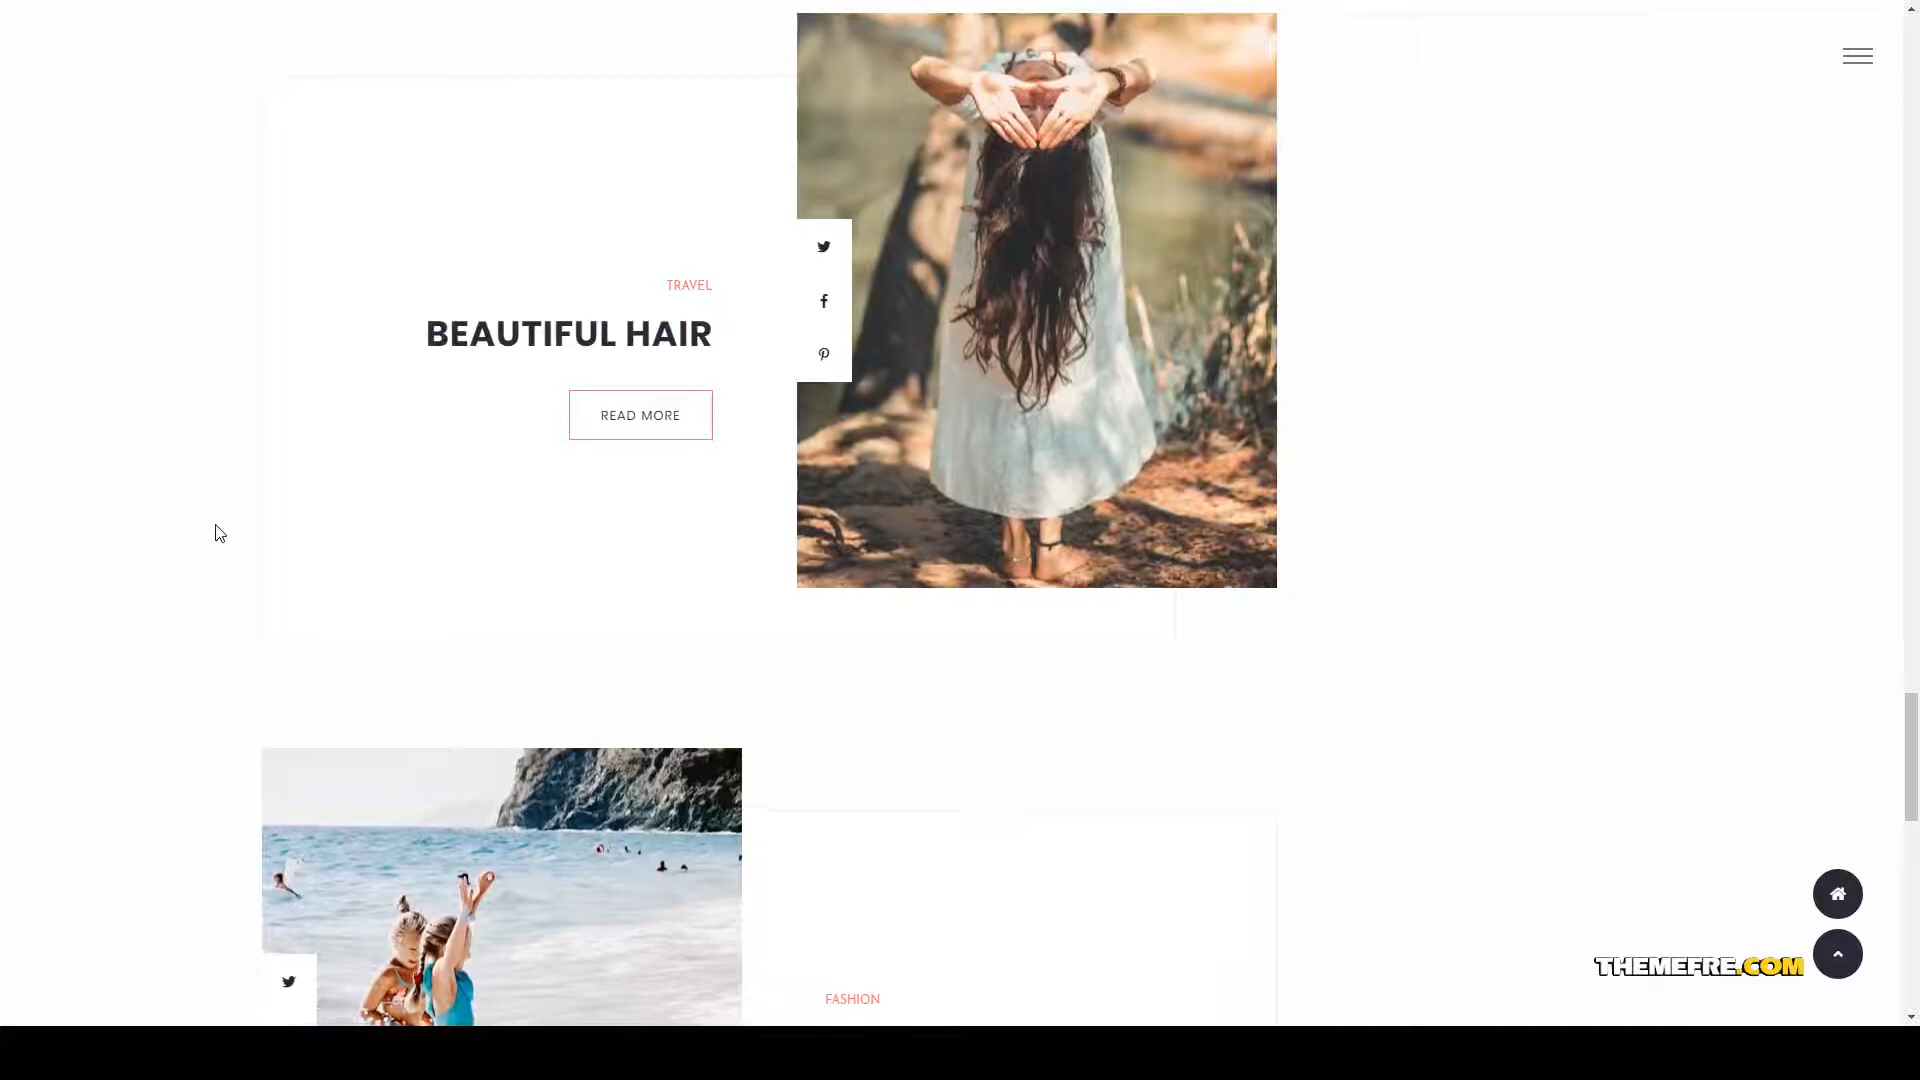 TRAVEL
BEAUTIFUL HAIR
READ MORE
FASHION
THEMEFRE.COM